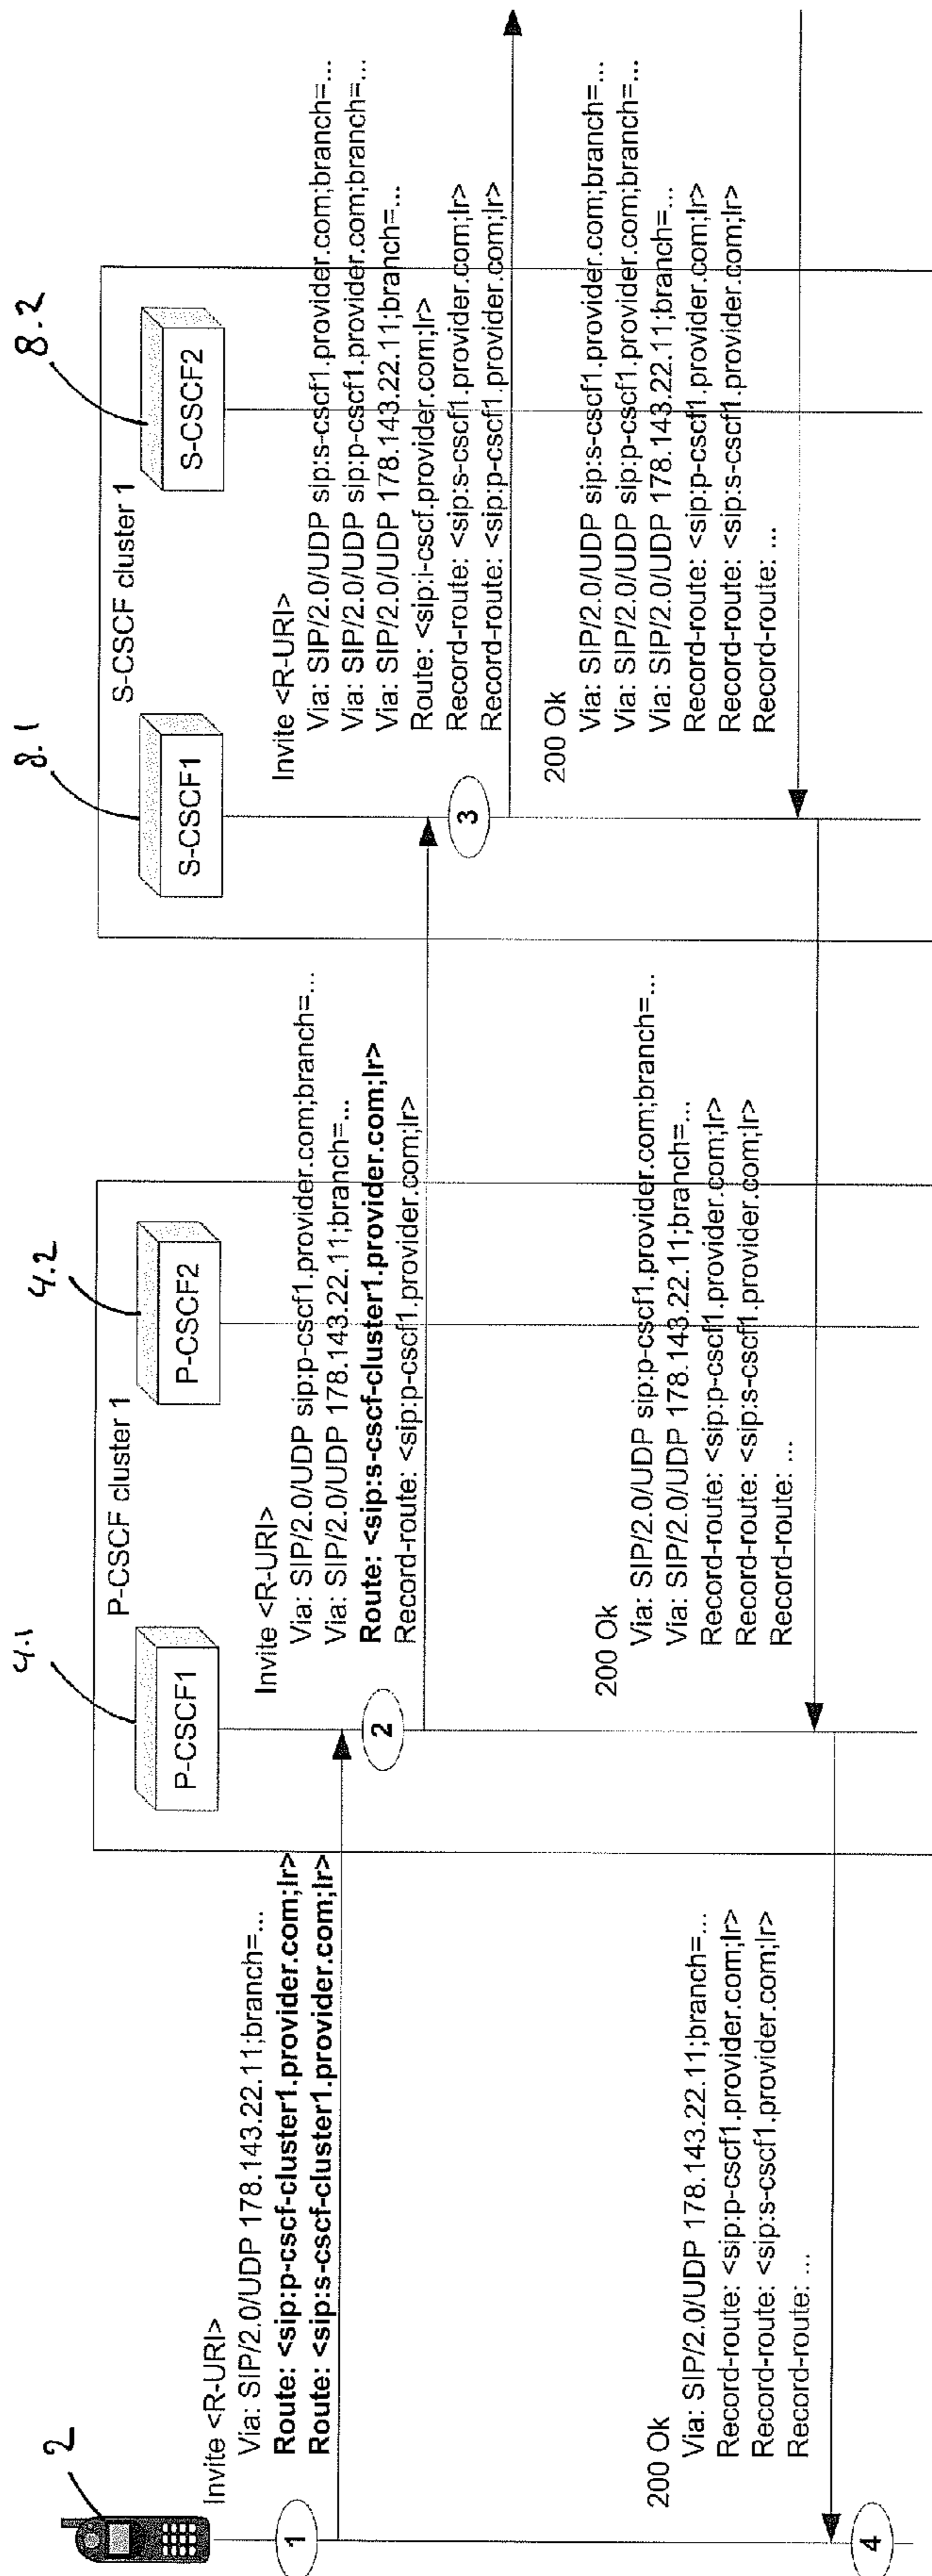 2
4.1
4.2
8.1
8.2
P-CSCF cluster 1
S-CSCF cluster 1
P-CSCF1
P-CSCF2
S-CSCF1
S-CSCF2
1
Invite <R-URI>
Via: SIP/2.0/UDP 178.143.22.11;branch=...
Route: <sip:p-cscf-cluster1.provider.com;lr>
Route: <sip:s-cscf-cluster1.provider.com;lr>
2
Invite <R-URI>
Via: SIP/2.0/UDP sip:p-cscf1.provider.com;branch=...
Via: SIP/2.0/UDP 178.143.22.11;branch=...
Route: <sip:s-cscf-cluster1.provider.com;lr>
Record-route: <sip:p-cscf1.provider.com;lr>
3
Invite <R-URI>
Via: SIP/2.0/UDP sip:s-cscf1.provider.com;branch=...
Via: SIP/2.0/UDP sip:p-cscf1.provider.com;branch=...
Via: SIP/2.0/UDP 178.143.22.11;branch=...
Route: <sip:i-cscf.provider.com;lr>
Record-route: <sip:s-cscf1.provider.com;lr>
Record-route: <sip:p-cscf1.provider.com;lr>
200 Ok
Via: SIP/2.0/UDP sip:s-cscf1.provider.com;branch=...
Via: SIP/2.0/UDP sip:p-cscf1.provider.com;branch=...
Via: SIP/2.0/UDP 178.143.22.11;branch=...
Record-route: <sip:p-cscf1.provider.com;lr>
Record-route: <sip:s-cscf1.provider.com;lr>
Record-route: ...
200 Ok
Via: SIP/2.0/UDP sip:p-cscf1.provider.com;branch=...
Via: SIP/2.0/UDP 178.143.22.11;branch=...
Record-route: <sip:p-cscf1.provider.com;lr>
Record-route: <sip:s-cscf1.provider.com;lr>
Record-route: ...
200 Ok
Via: SIP/2.0/UDP 178.143.22.11;branch=...
Record-route: <sip:p-cscf1.provider.com;lr>
Record-route: <sip:s-cscf1.provider.com;lr>
Record-route: ...
4